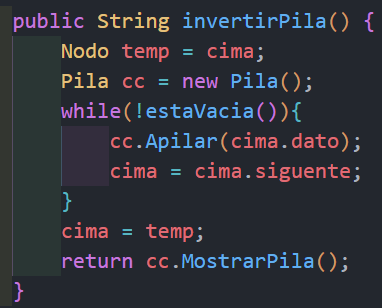 public String invertirPila() {
    Nodo temp = cima;
    Pila cc = new Pila();
    while(!estaVacia()){
        cc.Apilar(cima.dato);
        cima = cima.siguente;
    }
    cima = temp;
    return cc.MostrarPila();
}